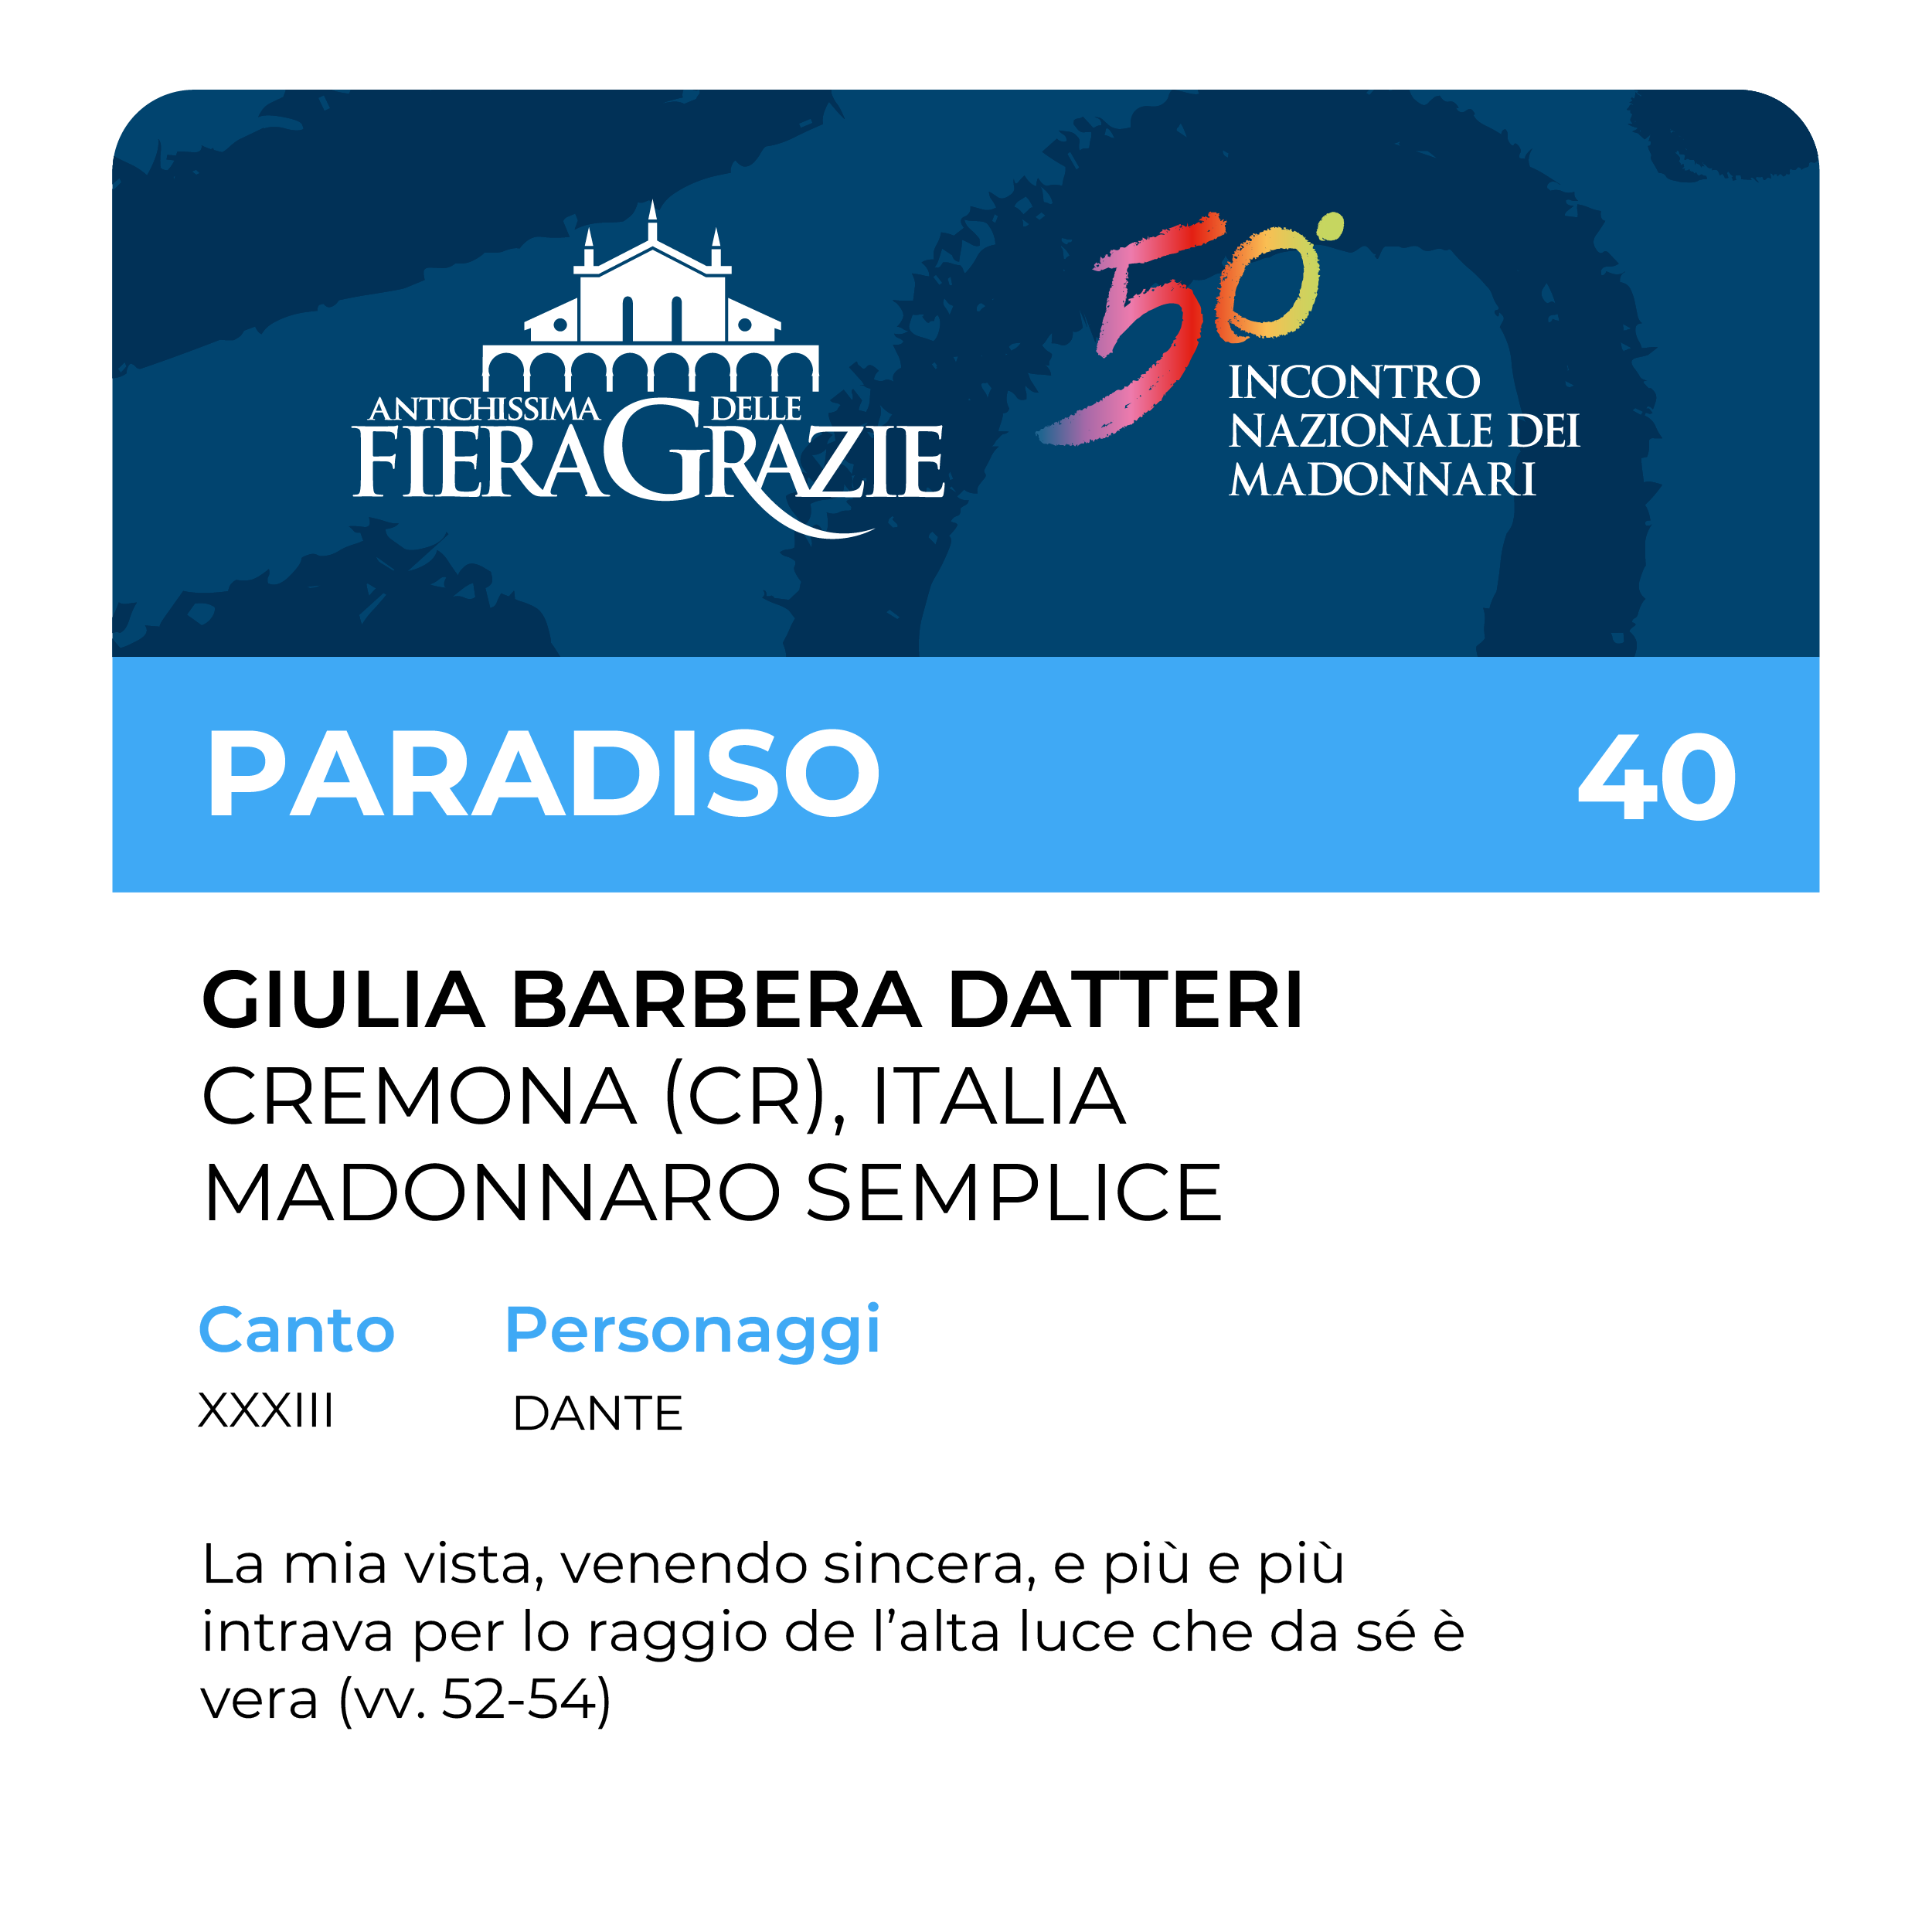 ANTICHISSIMA DELLE
FIERAGRAZIE
50°
INCONTRO
NAZIONALE DEI
MADONNARI
PARADISO 40
GIULIA BARBERA DATTERI
CREMONA (CR), ITALIA
MADONNARO SEMPLICE
Canto Personaggi
XXXIII DANTE
La mia vista, venendo sincera, e più e più
intrava per lo raggio de l’alta luce che da sé è
vera (vv. 52-54)